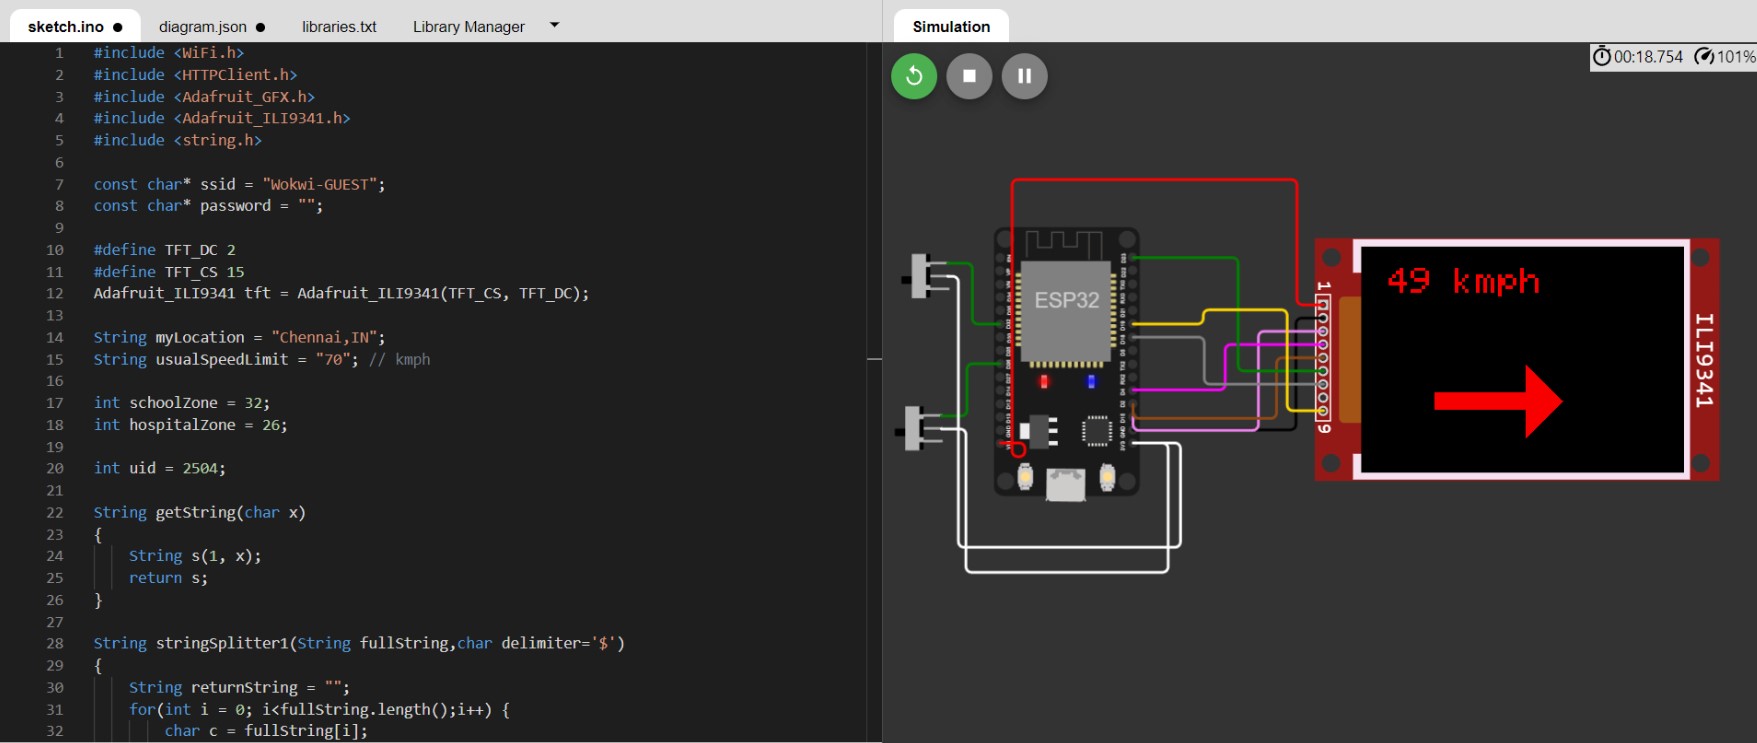 sketch.ino ● diagram.json ● libraries.txt Library Manager
Simulation
00:18.754 101%
1 #include <WiFi.h>
2 #include <HTTPClient.h>
3 #include <Adafruit_GFX.h>
4 #include <Adafruit_ILI9341.h>
5 #include <string.h>
6
7 const char* ssid = "Wokwi-GUEST";
8 const char* password = "";
9
10 #define TFT_DC 2
11 #define TFT_CS 15
12 Adafruit_ILI9341 tft = Adafruit_ILI9341(TFT_CS, TFT_DC);
13
14 String myLocation = "Chennai,IN";
15 String usualSpeedLimit = "70"; // kmph
16
17 int schoolZone = 32;
18 int hospitalZone = 26;
19
20 int uid = 2504;
21
22 String getString(char x)
23 {
24 String s(1, x);
25 return s;
26 }
27
28 String stringSplitter1(String fullString,char delimiter='$')
29 {
30 String returnString = "";
31 for(int i = 0; i<fullString.length();i++) {
32 char c = fullString[i];
ESP32
1
9
49 kmph
ILI9341